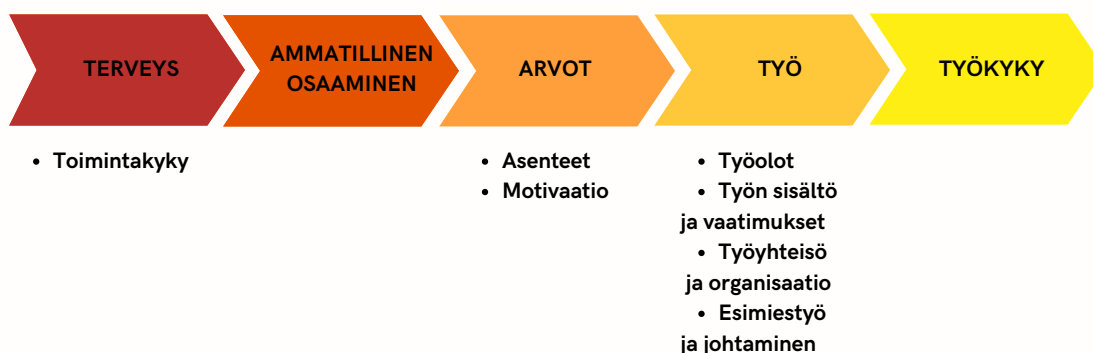 TERVEYS
AMMATILLINEN
OSAAMINEN
ARVOT
TYÖ
TYÖKYKY
• Toimintakyky
• Asenteet
• Motivaatio
• Työolot
• Työn sisältö
ja vaatimukset
• Työyhteisö
ja organisaatio
• Esimiestyö
ja johtaminen